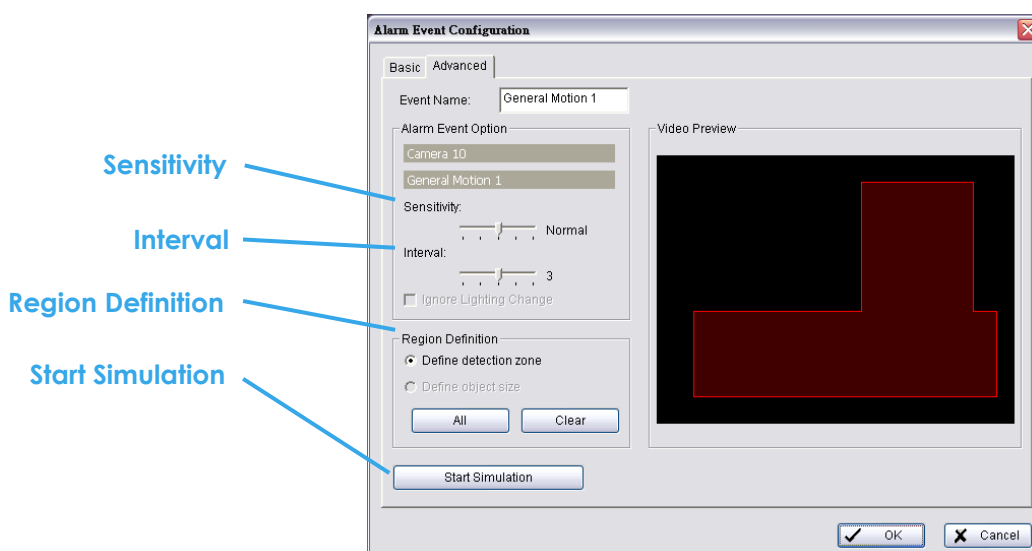 Alarm Event Configuration
Basic
Advanced
Event Name:
General Motion 1
Alarm Event Option
Video Preview
Camera 10
General Motion 1
Sensitivity
Sensitivity:
Normal
Interval
Interval:
3
Ignore Lighting Change
Region Definition
Region Definition
Define detection zone
Define object size
Start Simulation
All
Clear
Start Simulation
OK
Cancel